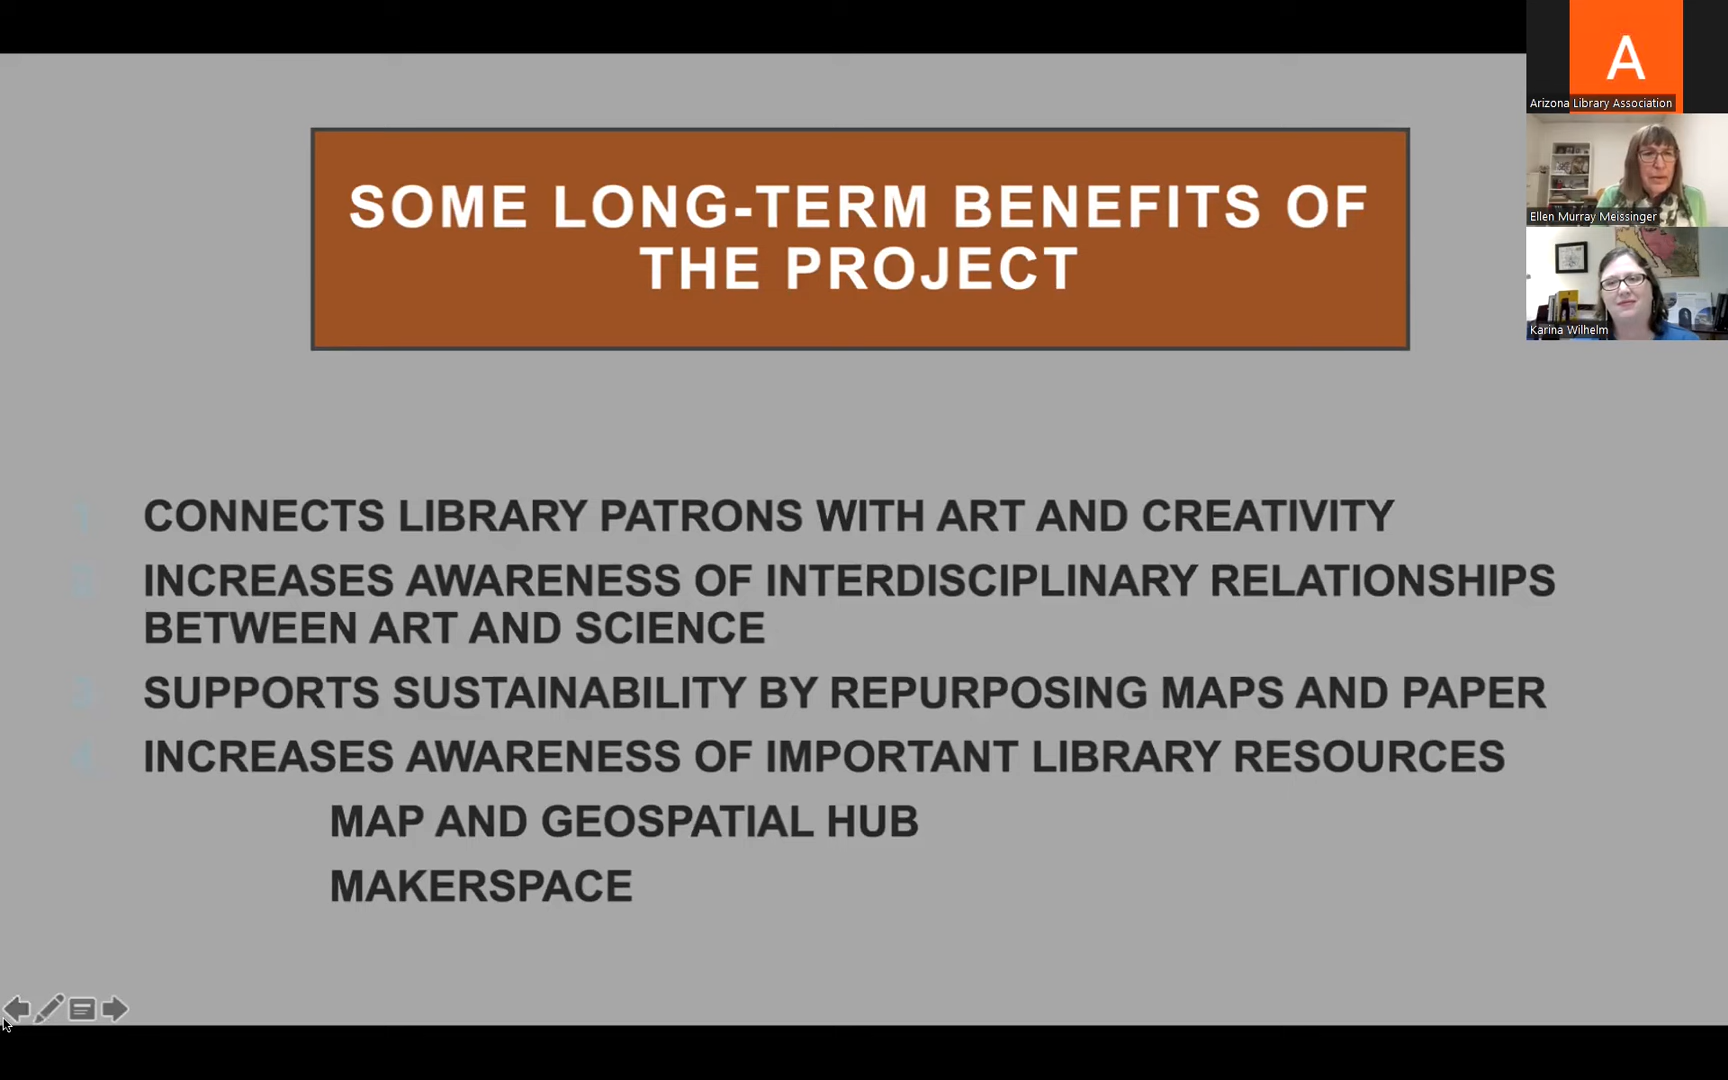 A
Arizona Library Association
Ellen Murray Meissinger
Karina Wilhelm
SOME LONG-TERM BENEFITS OF
THE PROJECT
1. CONNECTS LIBRARY PATRONS WITH ART AND CREATIVITY
2. INCREASES AWARENESS OF INTERDISCIPLINARY RELATIONSHIPS
BETWEEN ART AND SCIENCE
3. SUPPORTS SUSTAINABILITY BY REPURPOSING MAPS AND PAPER
4. INCREASES AWARENESS OF IMPORTANT LIBRARY RESOURCES
MAP AND GEOSPATIAL HUB
MAKERSPACE